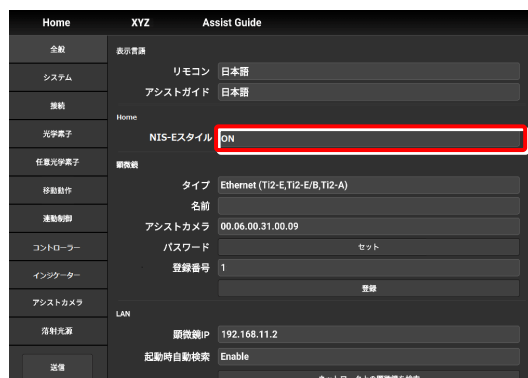 Home XYZ Assist Guide
全般
表示言語
リモコン 日本語
システム
アシストガイド 日本語
接続
Home
光学素子
NIS-Eスタイル ON
任意光学素子
顕微鏡
タイプ Ethernet (Ti2-E,Ti2-E/B,Ti2-A)
移動動作
名前
連動制御
アシストカメラ 00.06.00.31.00.09
コントローラー
パスワード セット
インジケーター
登録番号 1
登録
アシストカメラ
LAN
落射光源
顕微鏡IP 192.168.11.2
起動時自動検索 Enable
送信